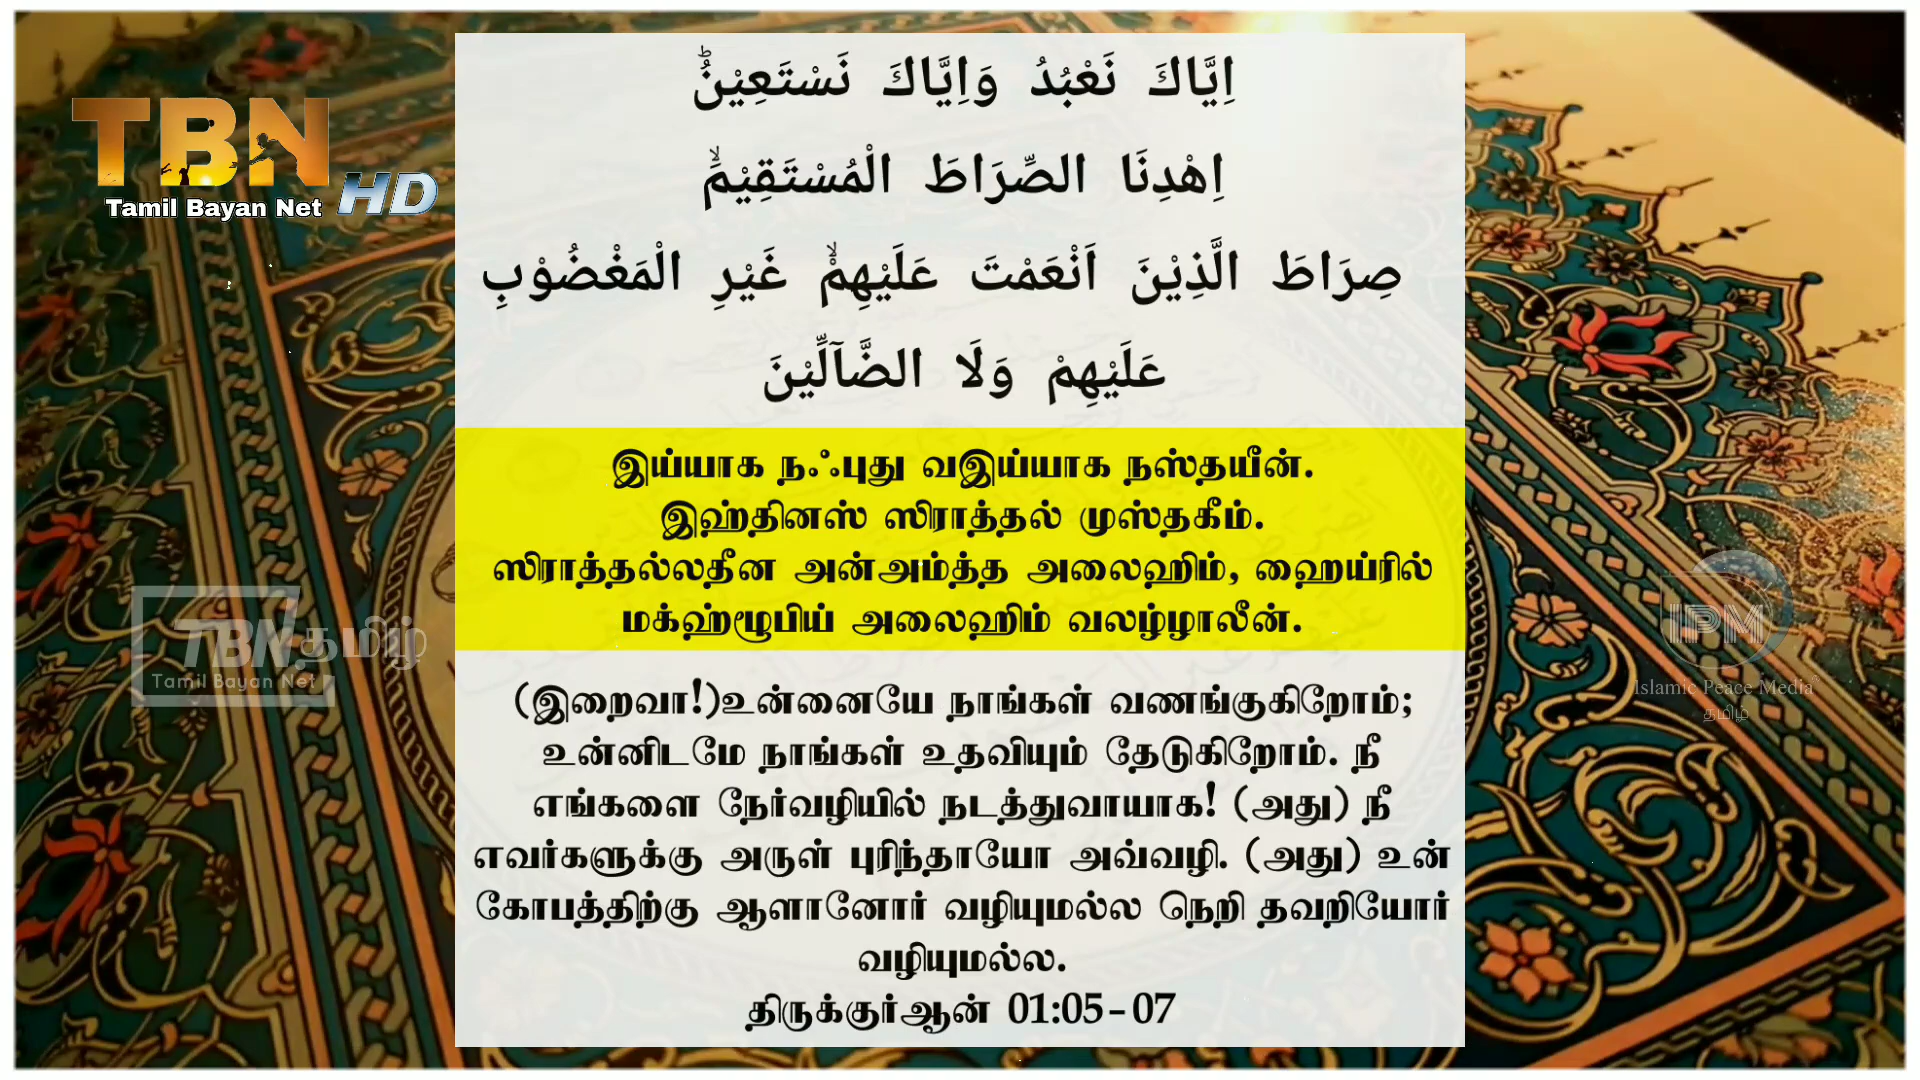 TBN
Tamil Bayan Net HD
اِيَّاكَ نَعْبُدُ وَاِيَّاكَ نَسْتَعِيْنُؕ
اِهْدِنَا الصِّرَاطَ الْمُسْتَقِيْمَۙ
صِرَاطَ الَّذِيْنَ اَنْعَمْتَ عَلَيْهِمْۙ غَيْرِ الْمَغْضُوْبِ
عَلَيْهِمْ وَلَا الضَّآلِّيْنَ
இய்யாக நஃபுது வஇய்யாக நஸ்தயீன்.
இஹ்தினஸ் ஸிராத்தல் முஸ்தகீம்.
ஸிராத்தல்லதீன அன்அம்த்த அலைஹிம், ஹைய்ரில்
மக்ஹ்ழூபிய் அலைஹிம் வலழ்ழாலீன்.
(இறைவா!)உன்னையே நாங்கள் வணங்குகிறோம்;
உன்னிடமே நாங்கள் உதவியும் தேடுகிறோம். நீ
எங்களை நேர்வழியில் நடத்துவாயாக! (அது) நீ
எவர்களுக்கு அருள் புரிந்தாயோ அவ்வழி. (அது) உன்
கோபத்திற்கு ஆளானோர் வழியுமல்ல நெறி தவறியோர்
வழியுமல்ல.
திருக்குர்ஆன் 01:05-07
TBN தமிழ்
Tamil Bayan Net
IPM
Islamic Peace Media
தமிழ்